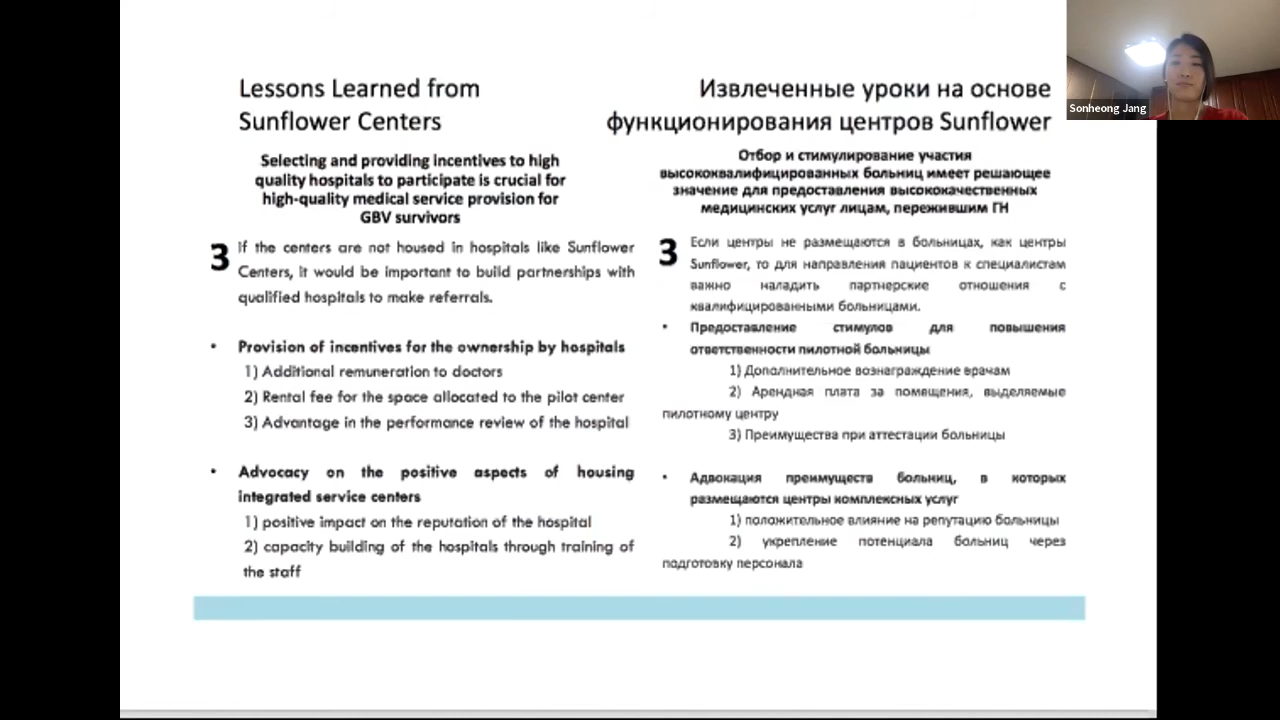 Lessons Learned from
Sunflower Centers
Selecting and providing incentives to high
quality hospitals to participate is crucial for
high-quality medical service provision for
GBV survivors
3 If the centers are not housed in hospitals like Sunflower
Centers, it would be important to build partnerships with
qualified hospitals to make referrals.
• Provision of incentives for the ownership by hospitals
1) Additional remuneration to doctors
2) Rental fee for the space allocated to the pilot center
3) Advantage in the performance review of the hospital
• Advocacy on the positive aspects of housing
integrated service centers
1) positive impact on the reputation of the hospital
2) capacity building of the hospitals through training of
the staff
Извлеченные уроки на основе
функционирования центров Sunflower
Отбор и стимулирование участия
высококвалифицированных больниц имеет решающее
значение для предоставления высококачественных
медицинских услуг лицам, пережившим ГН
3 Если центры не размещаются в больницах, как центры
Sunflower, то для направления пациентов к специалистам
важно наладить партнерские отношения с
квалифицированными больницами.
• Предоставление стимулов для повышения
ответственности пилотной больницы
1) Дополнительное вознаграждение врачам
2) Арендная плата за помещения, выделяемые
пилотному центру
3) Преимущества при аттестации больницы
• Адвокация преимуществ больниц, в которых
размещаются центры комплексных услуг
1) положительное влияние на репутацию больницы
2) укрепление потенциала больниц через
подготовку персонала
Sonheong Jang